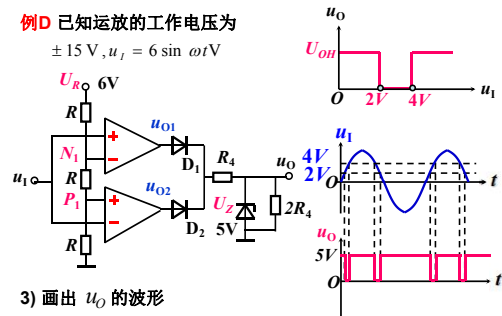 例D 已知运放的工作电压为
± 15 V , u_I = 6 sin ωt V
U_R 6V
R
u_O1
D_1
N_1
u_I
R
R_4
u_O
P_1
u_O2
U_Z
5V
2R_4
D_2
R
3) 画出 u_O 的波形
u_O
U_OH
O
2V
4V
u_I
u_I
4V
2V
O
t
u_O
5V
O
t